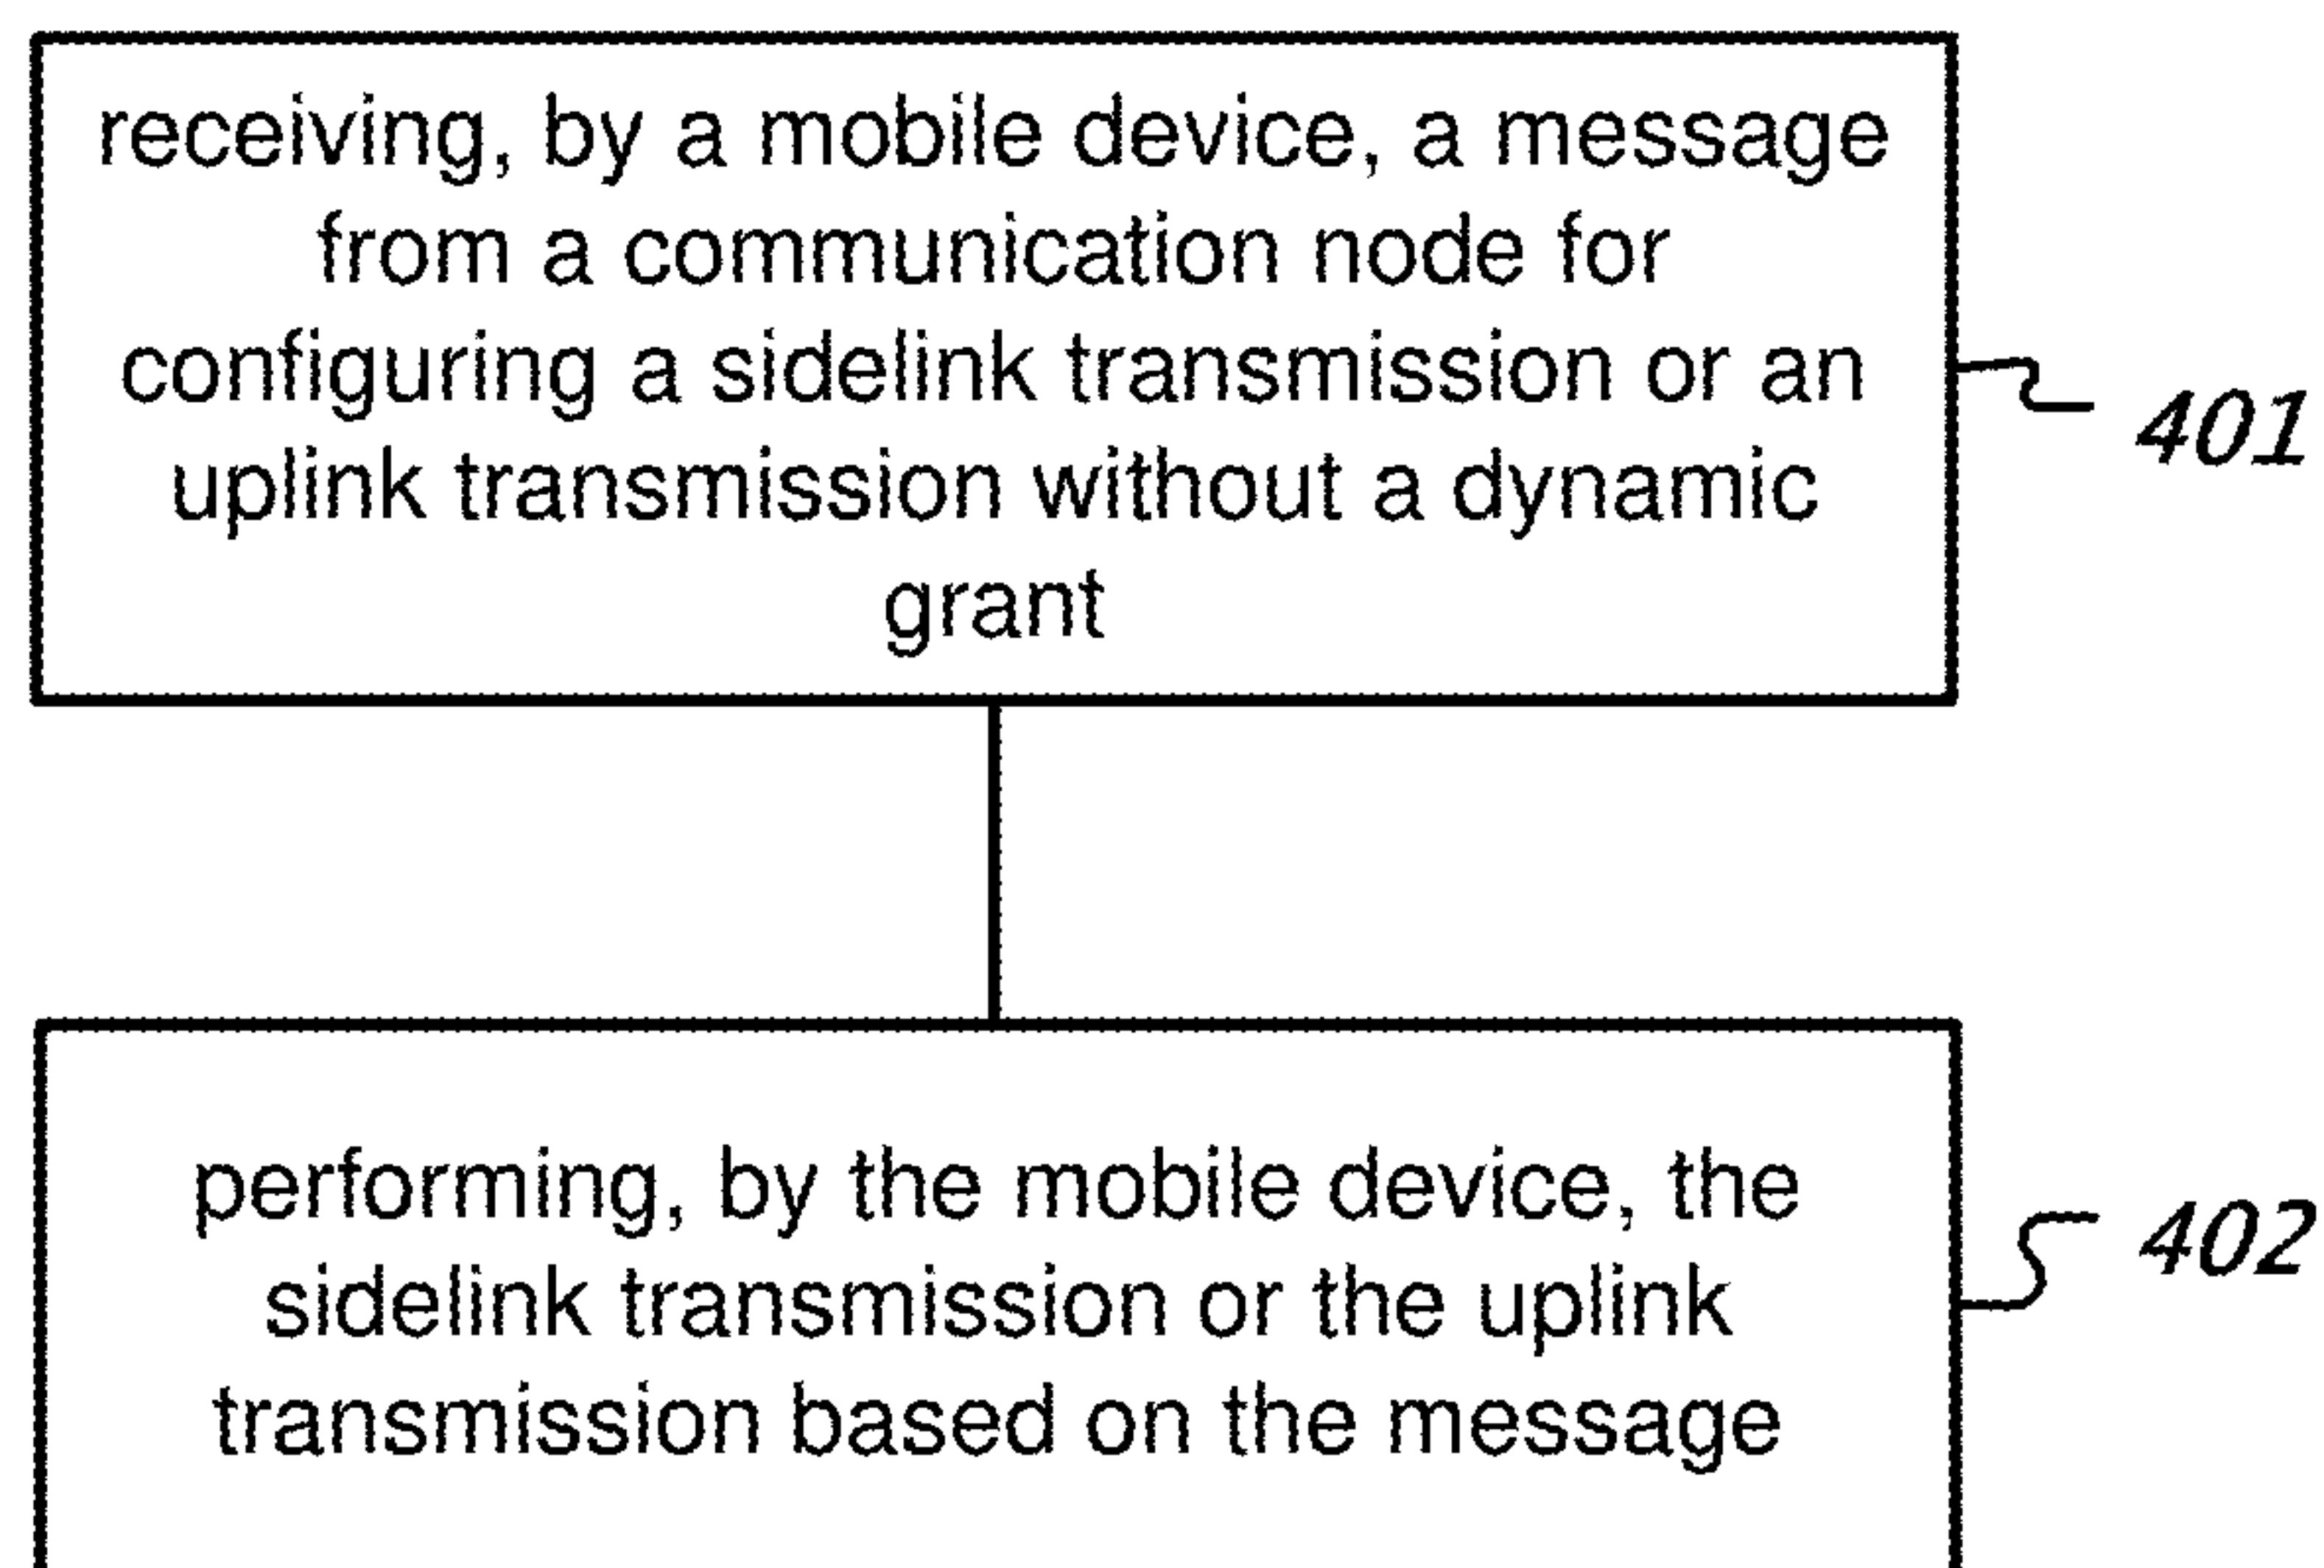 receiving, by a mobile device, a message
from a communication node for
configuring a sidelink transmission or an
uplink transmission without a dynamic
grant
401
performing, by the mobile device, the
sidelink transmission or the uplink
transmission based on the message
402